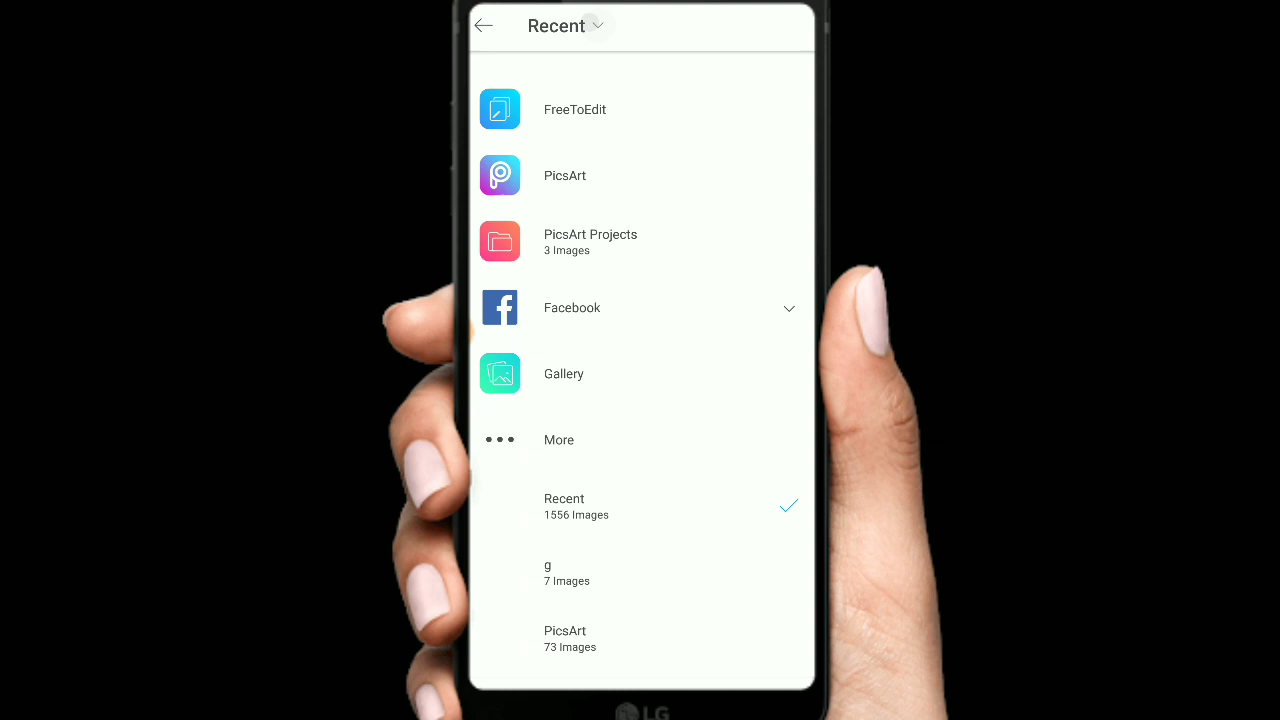 Recent
FreeToEdit
PicsArt
PicsArt Projects
3 Images
Facebook
Gallery
More
Recent
1556 Images
g
7 Images
PicsArt
73 Images
LG